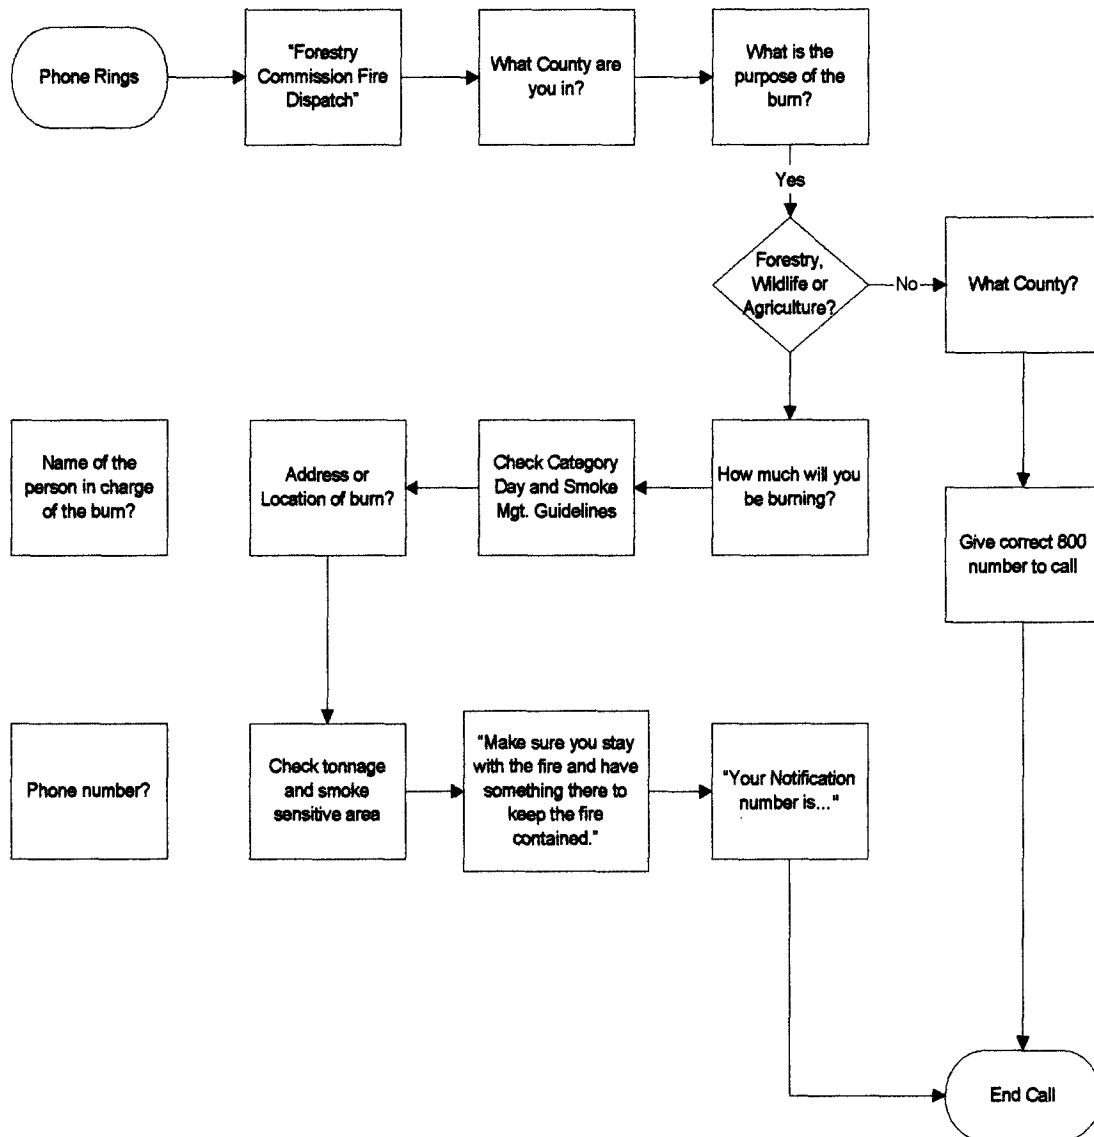 Phone Rings
"Forestry
Commission Fire
Dispatch"
What County are
you in?
What is the
purpose of the
burn?
Yes
Forestry,
Wildlife or
Agriculture?
No
What County?
Name of the
person in charge
of the burn?
Address or
Location of burn?
Check Category
Day and Smoke
Mgt. Guidelines
How much will you
be burning?
Give correct 800
number to call
Phone number?
Check tonnage
and smoke
sensitive area
"Make sure you stay
with the fire and have
something there to
keep the fire
contained."
"Your Notification
number is..."
End Call